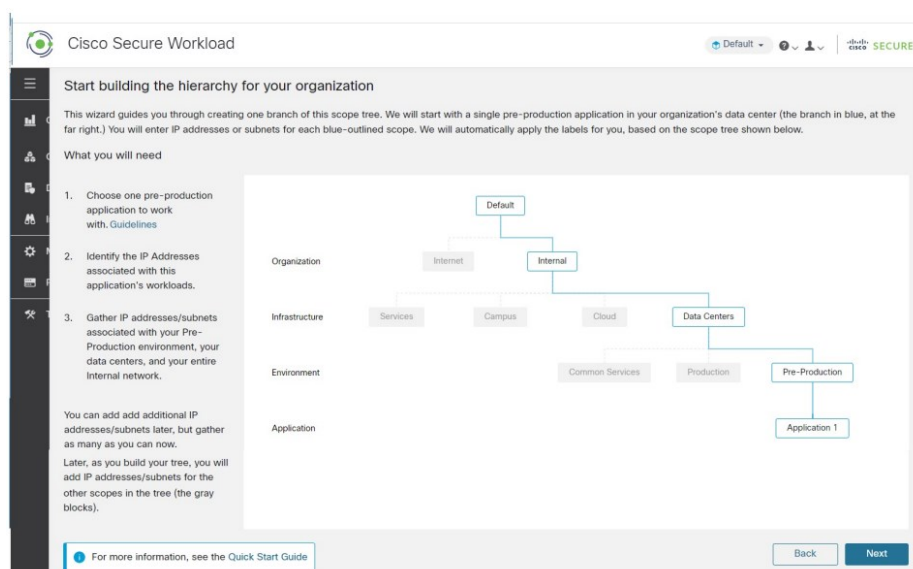 Cisco Secure Workload
Default
CISCO SECURE
Start building the hierarchy for your organization
This wizard guides you through creating one branch of this scope tree. We will start with a single pre-production application in your organization's data center (the branch in blue, at the
far right.) You will enter IP addresses or subnets for each blue-outlined scope. We will automatically apply the labels for you, based on the scope tree shown below.
What you will need
1. Choose one pre-production
application to work
with. Guidelines
2. Identify the IP Addresses
associated with this
application's workloads.
3. Gather IP addresses/subnets
associated with your Pre-
Production environment, your
data centers, and your entire
Internal network.
You can add add additional IP
addresses/subnets later, but gather
as many as you can now.
Later, as you build your tree, you will
add IP addresses/subnets for the
other scopes in the tree (the gray
blocks).
Default
Organization Internet Internal
Infrastructure Services Campus Cloud Data Centers
Environment Common Services Production Pre-Production
Application Application 1
For more information, see the Quick Start Guide
Back Next